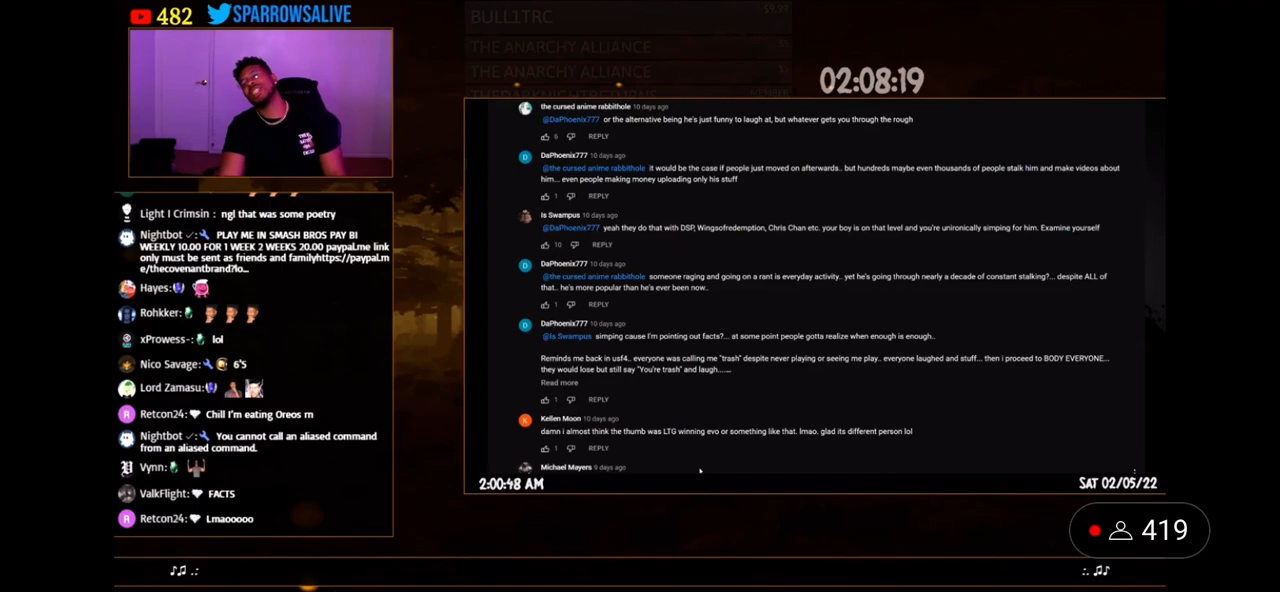 482 SPARROWSALIVE
BULL1TRC $9.99
THE ANARCHY ALLIANCE $5
THE ANARCHY ALLIANCE
02:08:19
the cursed anime rabbithole 10 days ago
@DaPhoenix777 or the alternative being he's just funny to laugh at, but whatever gets you through the rough
6 REPLY
DaPhoenix777 10 days ago
@the cursed anime rabbithole it would be the case if people just moved on afterwards.. but hundreds maybe even thousands of people stalk him and make videos about
him... even people making money uploading only his stuff
1 REPLY
Is Swampus 10 days ago
@DaPhoenix777 yeah they do that with DSP, Wingsofredemption, Chris Chan etc. your boy is on that level and you're unironically simping for him. Examine yourself
10 REPLY
DaPhoenix777 10 days ago
@the cursed anime rabbithole someone raging and going on a rant is everyday activity.. yet he's going through nearly a decade of constant stalking?... despite ALL of
that.. he's more popular than he's ever been now..
1 REPLY
DaPhoenix777 10 days ago
@Is Swampus simping cause I'm pointing out facts?... at some point people gotta realize when enough is enough..
Reminds me back in usf4.. everyone was calling me "trash" despite never playing or seeing me play.. everyone laughed and stuff... then i proceed to BODY EVERYONE...
they would lose but still say "You're trash" and laugh......
Read more
1 REPLY
Kellen Moon 10 days ago
damn i almost think the thumb was LTG winning evo or something like that. lmao. glad its different person lol
1 REPLY
Michael Mayers 9 days ago
2:00:48 AM SAT 02/05/22
Light I Crimsin : ngl that was some poetry
Nightbot : PLAY ME IN SMASH BROS PAY BI
WEEKLY 10.00 FOR 1 WEEK 2 WEEKS 20.00 paypal.me link
only must be sent as friends and familyhttps://paypal.m
e/thecovenantbrand?lo...
Hayes:
Rohkker:
xProwess-: lol
Nico Savage: 6'5
Lord Zamasu:
Retcon24: Chill I'm eating Oreos rn
Nightbot : You cannot call an aliased command
from an aliased command.
Vynn:
ValkFlight: FACTS
Retcon24: Lmaoooo
419